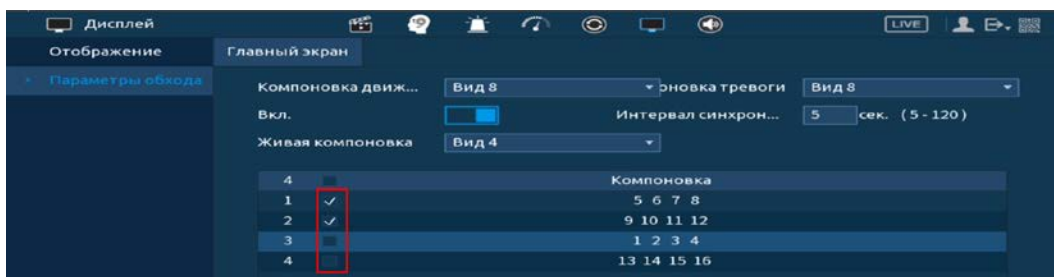 Дисплей LIVE
Отображение Главный экран
Параметры обхода
Компоновка движ... Вид 8 оновка тревоги Вид 8
Вкл. Интервал синхрон... 5 сек. (5-120)
Живая компоновка Вид 4
4 Компоновка
1 5 6 7 8
2 9 10 11 12
3 1 2 3 4
4 13 14 15 16